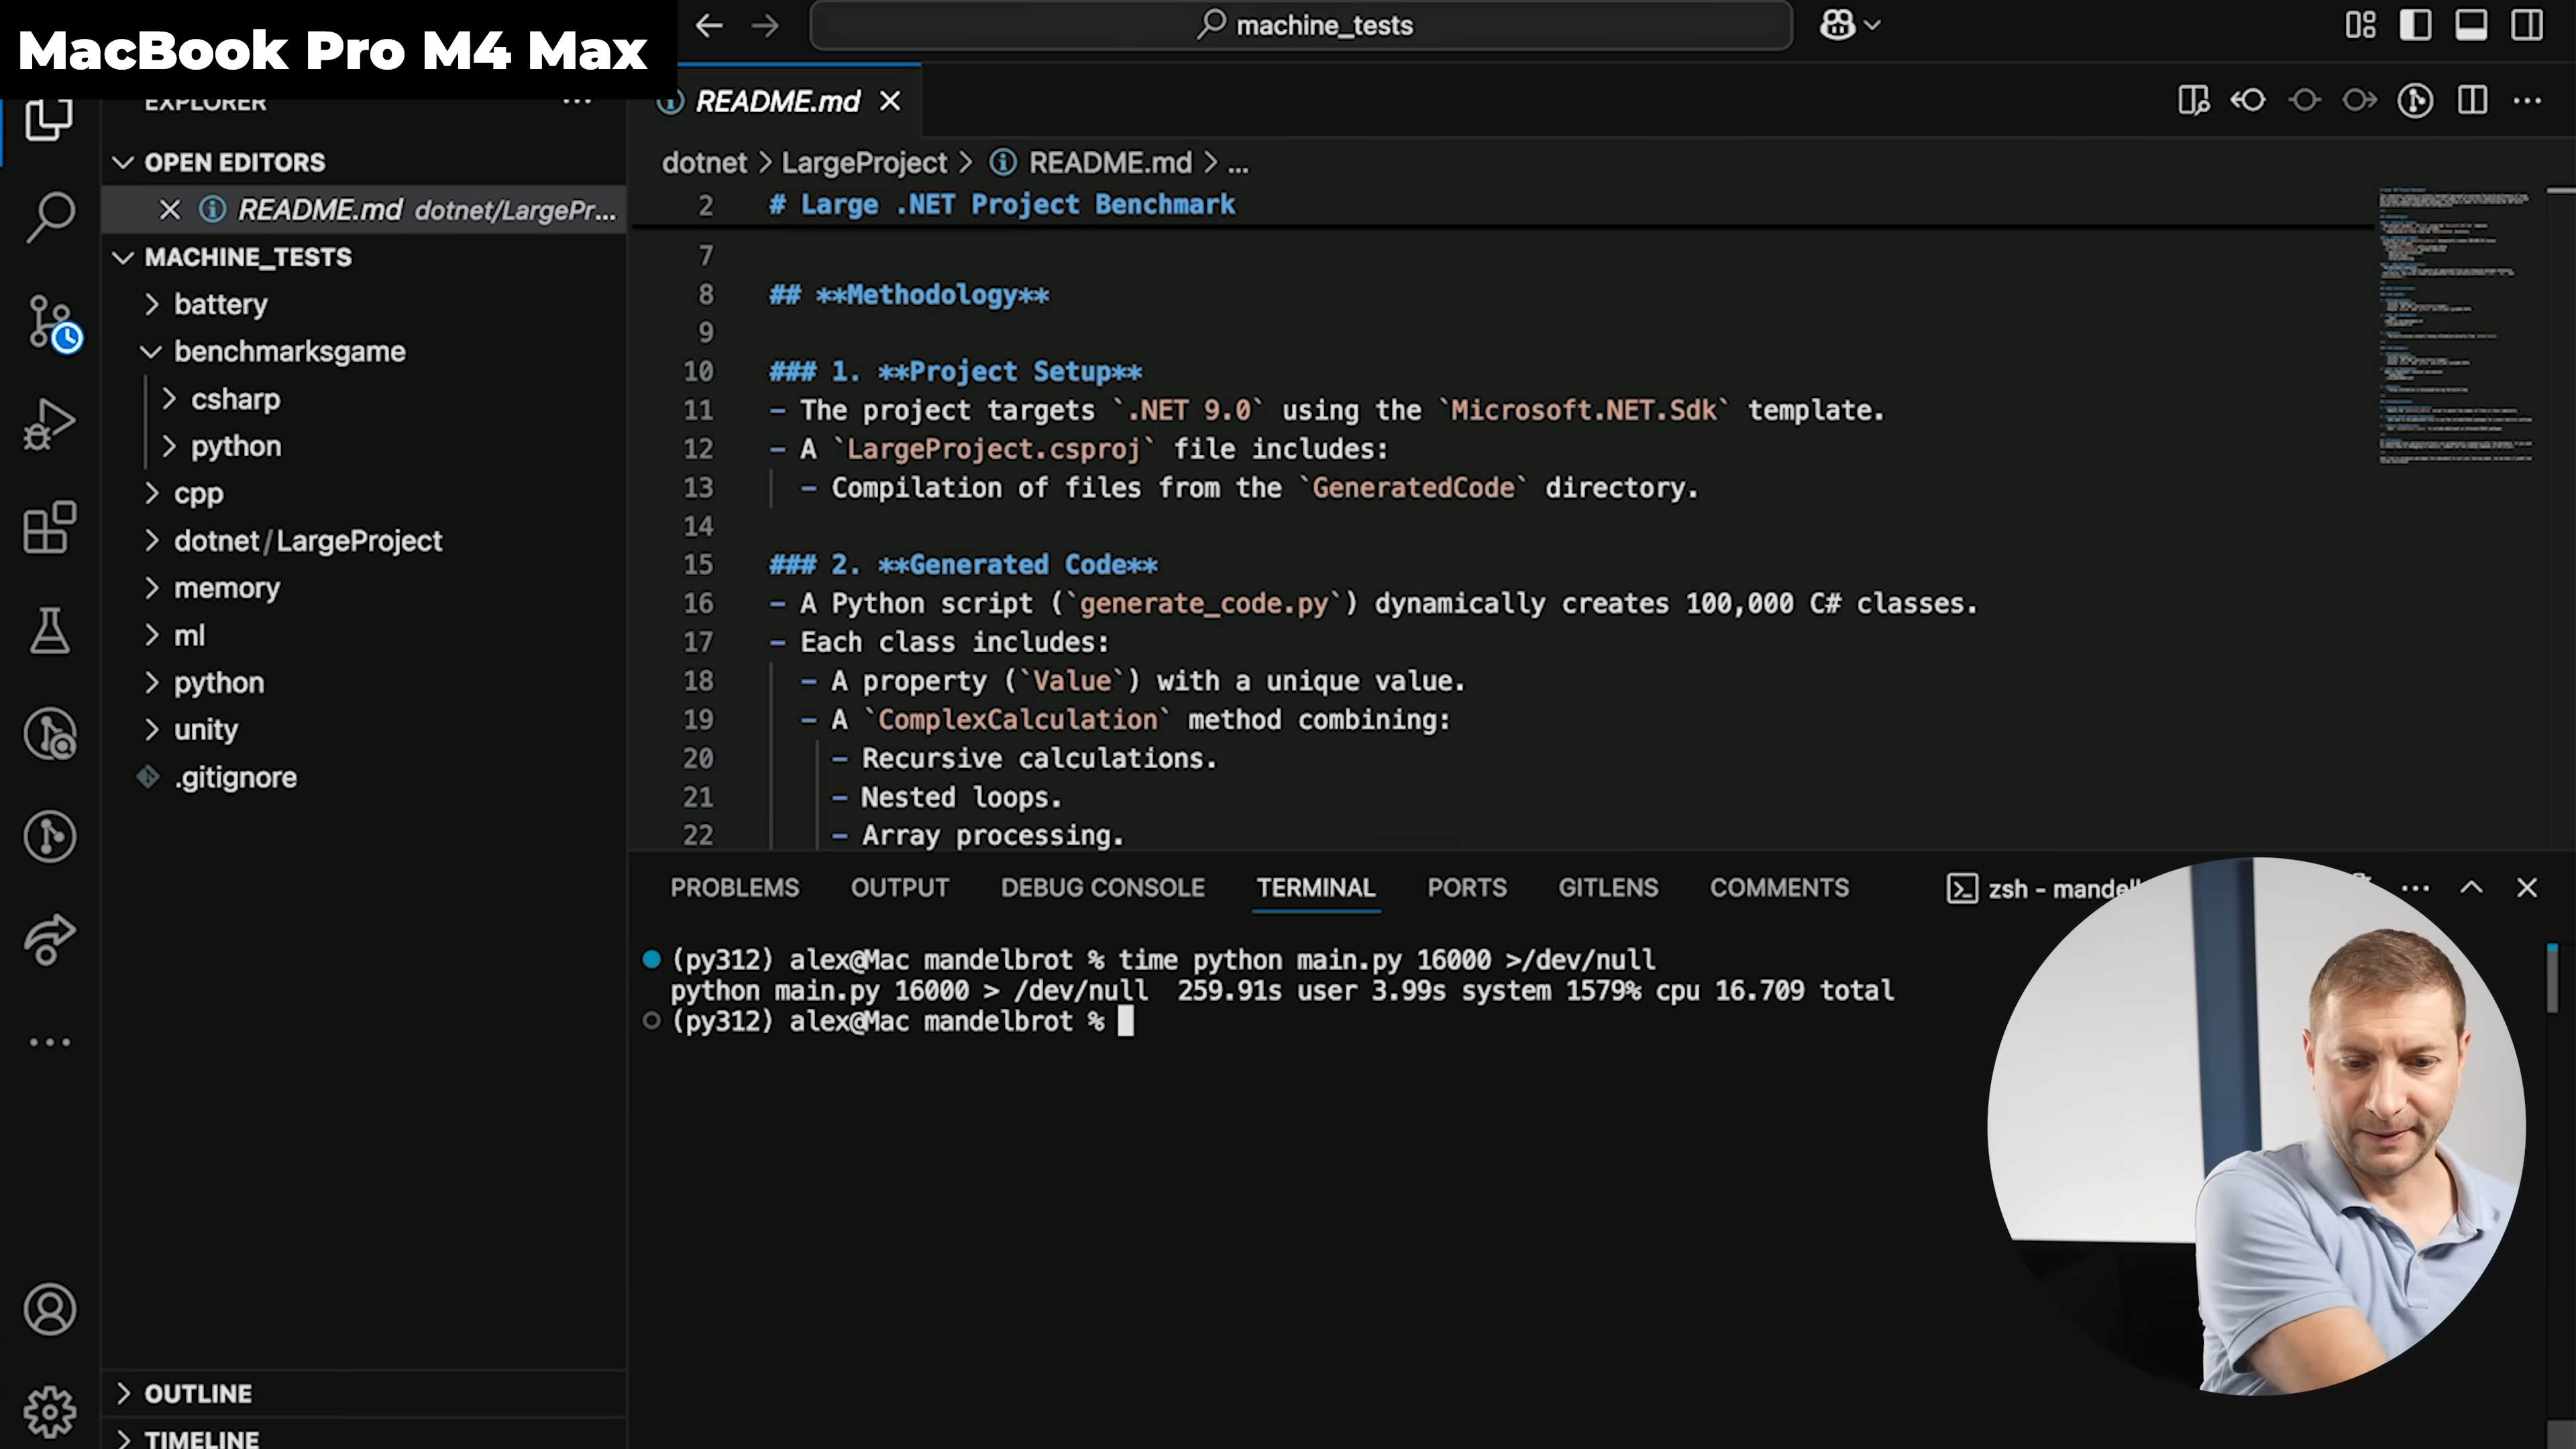 MacBook Pro M4 Max
machine_tests
EXPLORER
README.md
OPEN EDITORS
README.md dotnet/LargePr...
MACHINE_TESTS
battery
benchmarksgame
csharp
python
cpp
dotnet/LargeProject
memory
ml
python
unity
.gitignore
OUTLINE
TIMELINE
dotnet > LargeProject > README.md > ...
2 # Large .NET Project Benchmark
7
8 ## **Methodology**
9
10 ### 1. **Project Setup**
11 - The project targets `.NET 9.0` using the `Microsoft.NET.Sdk` template.
12 - A `LargeProject.csproj` file includes:
13 - Compilation of files from the `GeneratedCode` directory.
14
15 ### 2. **Generated Code**
16 - A Python script (`generate_code.py`) dynamically creates 100,000 C# classes.
17 - Each class includes:
18 - A property (`Value`) with a unique value.
19 - A `ComplexCalculation` method combining:
20 - Recursive calculations.
21 - Nested loops.
22 - Array processing.
PROBLEMS OUTPUT DEBUG CONSOLE TERMINAL PORTS GITLENS COMMENTS zsh - mandel
(py312) alex@Mac mandelbrot % time python main.py 16000 >/dev/null
python main.py 16000 > /dev/null 259.91s user 3.99s system 1579% cpu 16.709 total
(py312) alex@Mac mandelbrot %